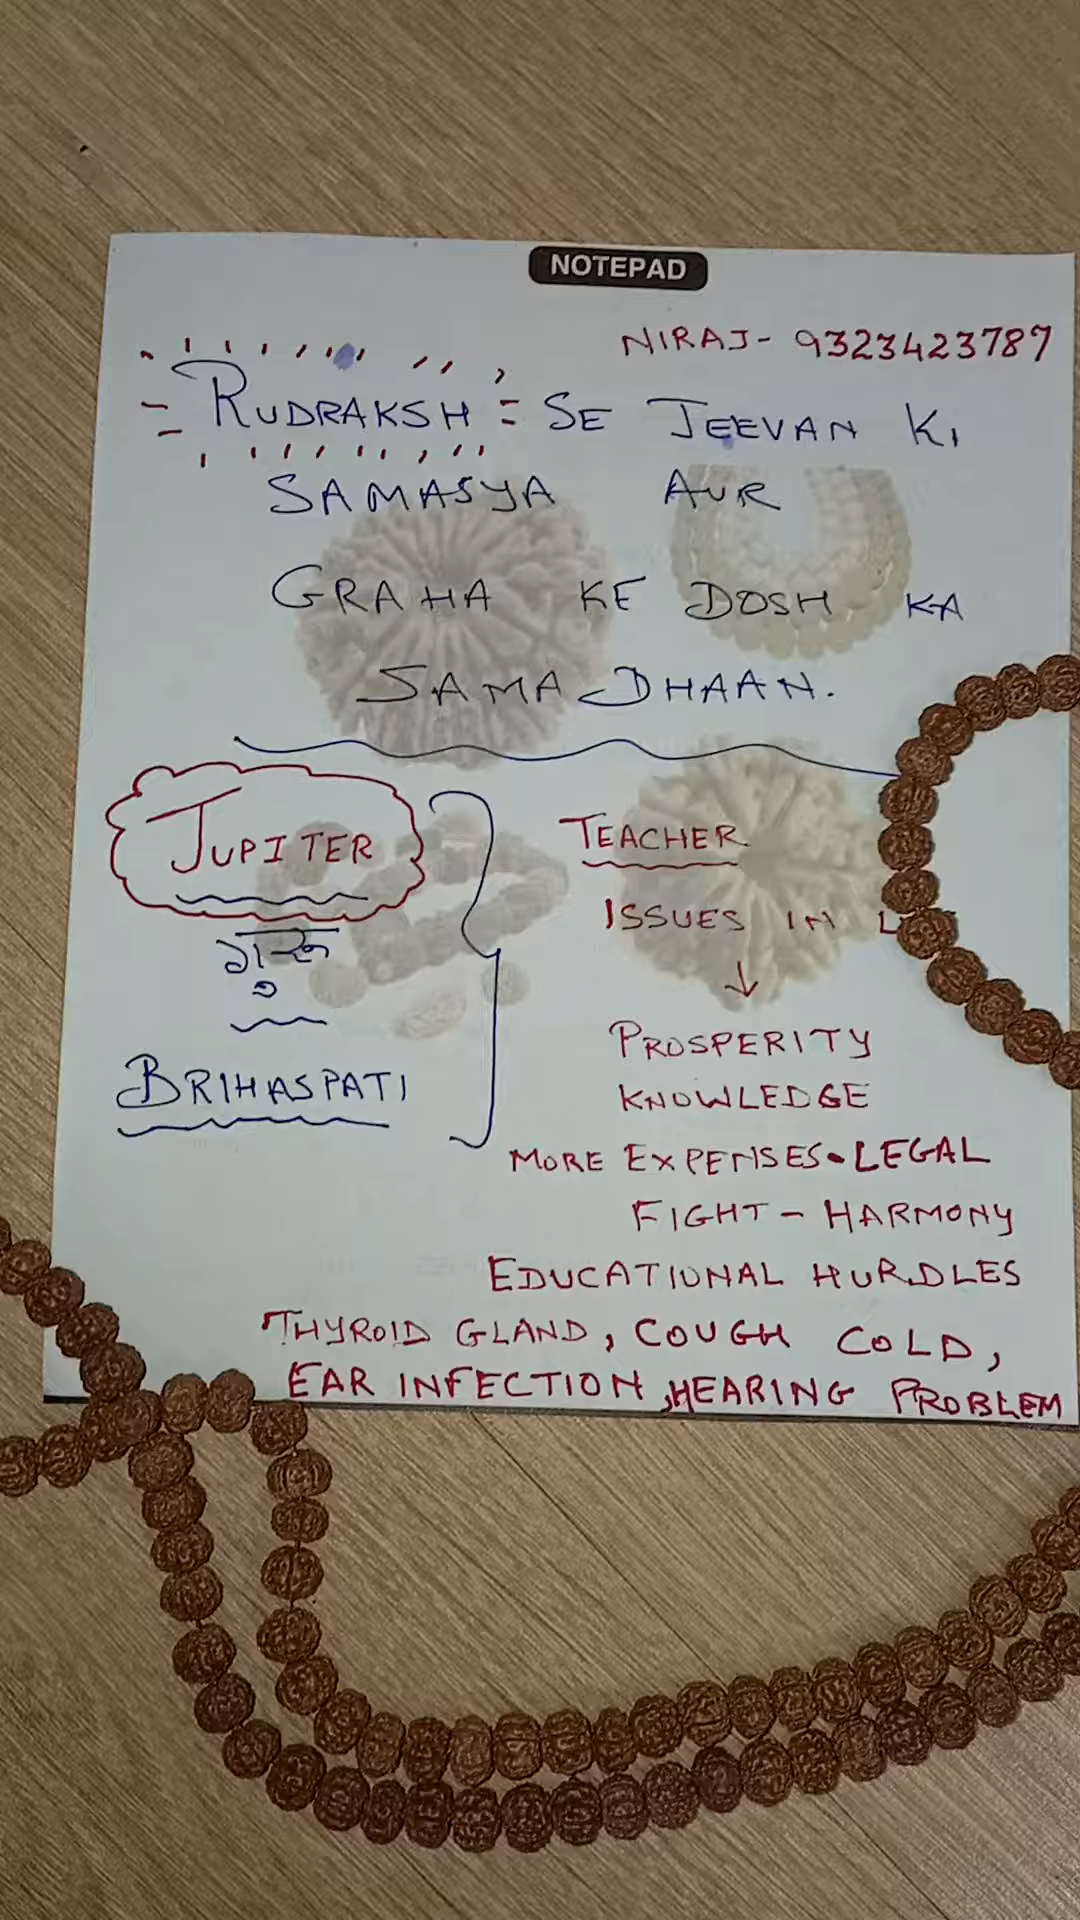 NOTEPAD
NIRAJ- 9323423787
RUDRAKSH SE JEEVAN KI
SAMASYA AUR
GRAHA KE DOSH KA
SAMADHAAN.
JUPITER
गुरु
BRIHASPATI
TEACHER
ISSUES IN L
PROSPERITY
KNOWLEDGE
MORE EXPENSES-LEGAL
FIGHT - HARMONY
EDUCATIONAL HURDLES
THYROID GLAND, COUGH COLD,
EAR INFECTION, HEARING PROBLEM